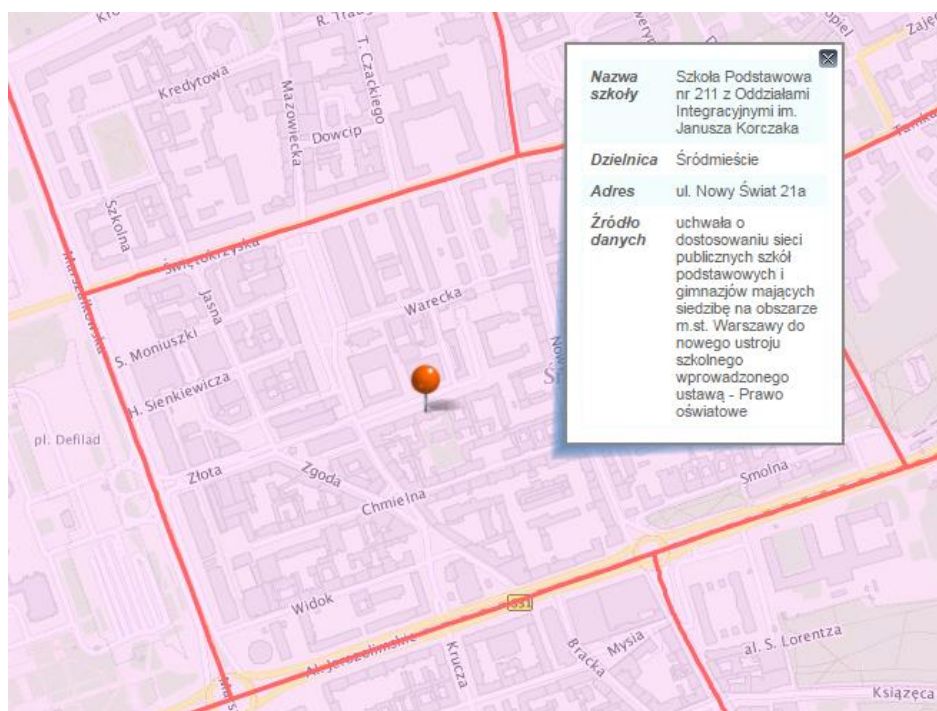 Kredytowa
T. Czackiego
Mazowiecka
Dowcip
Szkolna
Świętokrzyska
Marszałkowska
Jasna
Warecka
S. Moniuszki
H. Sienkiewicza
pl. Defilad
Złota
Zgoda
Chmielna
Smolna
Widok
631
Al. Jerozolimskie
Krucza
Bracka
Mysia
al. S. Lorentza
Książęca
Tamka
Nazwa szkoły
Szkoła Podstawowa
nr 211 z Oddziałami
Integracyjnymi im.
Janusza Korczaka
Dzielnica
Śródmieście
Adres
ul. Nowy Świat 21a
Źródło danych
uchwała o
dostosowaniu sieci
publicznych szkół
podstawowych i
gimnazjów mających
siedzibę na obszarze
m.st. Warszawy do
nowego ustroju
szkolnego
wprowadzonego
ustawą - Prawo
oświatowe